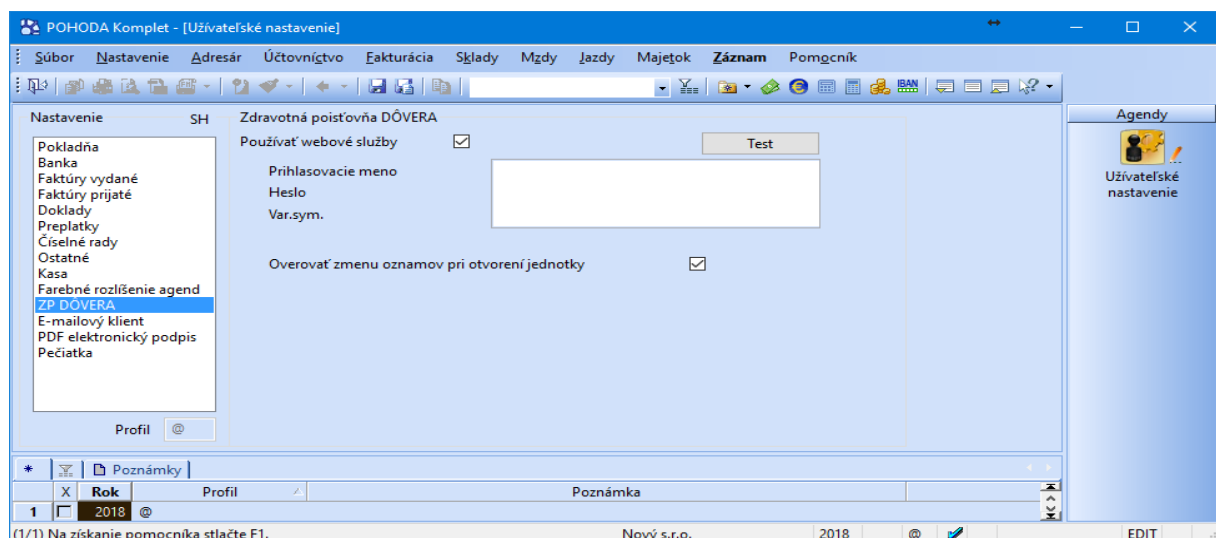 POHODA Komplet - [Užívateľské nastavenie]
Súbor Nastavenie Adresár Účtovníctvo Fakturácia Sklady Mzdy Jazdy Majetok Záznam Pomocník
IBAN
Nastavenie SH
Pokladňa
Banka
Faktúry vydané
Faktúry prijaté
Doklady
Preplatky
Číselné rady
Ostatné
Kasa
Farebné rozlíšenie agend
ZP DÔVERA
E-mailový klient
PDF elektronický podpis
Pečiatka
Profil @
Zdravotná poisťovňa DÔVERA
Používať webové služby Test
Prihlasovacie meno
Heslo
Var.sym.
Overovať zmenu oznamov pri otvorení jednotky
Agendy
Užívateľské
nastavenie
* Poznámky
X Rok Profil Poznámka
1 2018 @
(1/1) Na získanie pomocníka stlačte F1. Nový s.r.o. 2018 @ EDIT